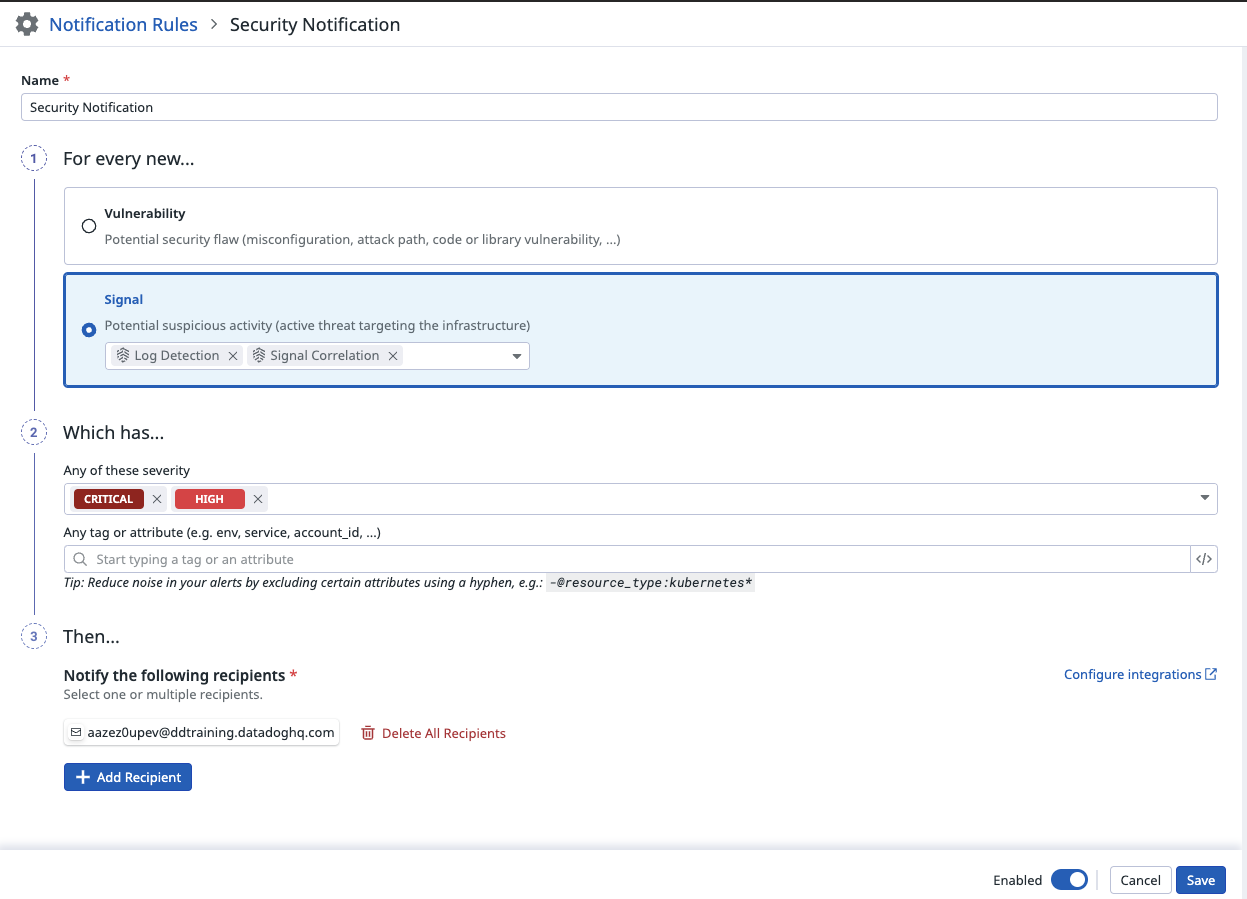 Notification Rules > Security Notification
Name *
Security Notification
1 For every new...
Vulnerability
Potential security flaw (misconfiguration, attack path, code or library vulnerability, ...)
Signal
Potential suspicious activity (active threat targeting the infrastructure)
Log Detection × Signal Correlation ×
2 Which has...
Any of these severity
CRITICAL × HIGH ×
Any tag or attribute (e.g. env, service, account_id, ...)
Start typing a tag or an attribute </>
Tip: Reduce noise in your alerts by excluding certain attributes using a hyphen, e.g.: -@resource_type:kubernetes*
3 Then...
Notify the following recipients * Configure integrations
Select one or multiple recipients.
aazez0upev@ddtraining.datadoghq.com Delete All Recipients
+ Add Recipient
Enabled Cancel Save